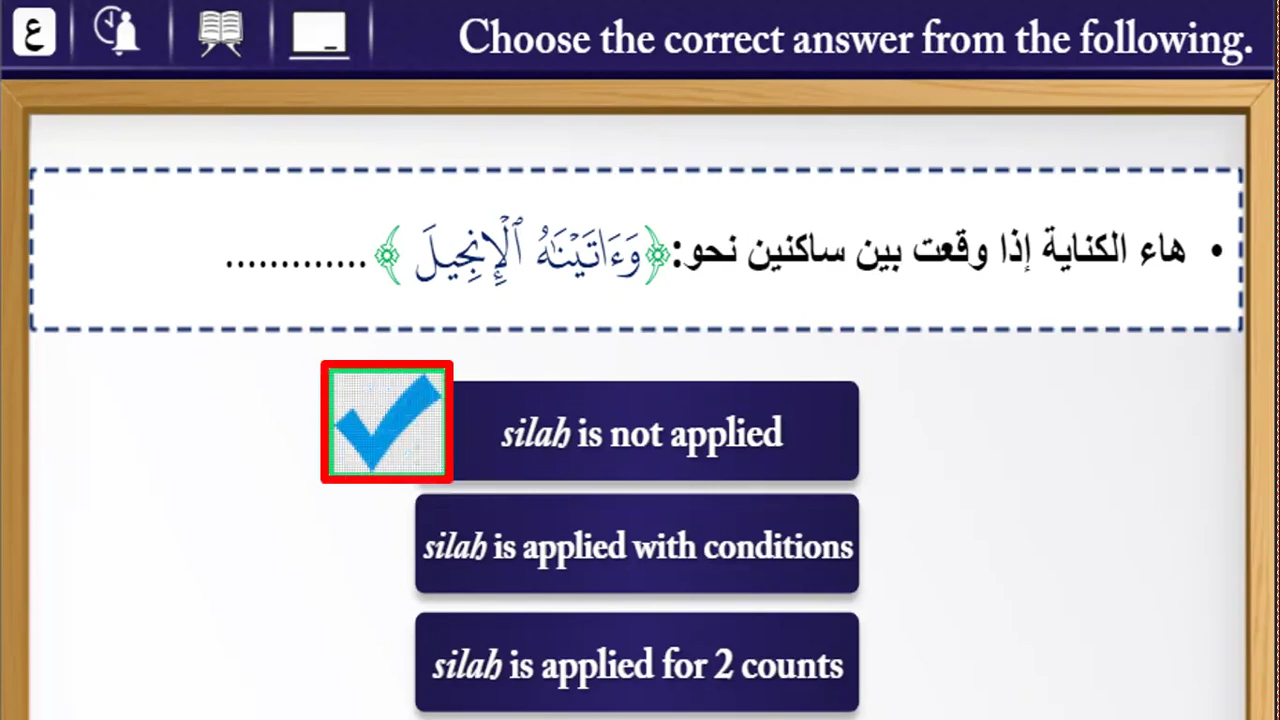 ع
Choose the correct answer from the following.
• هاء الكناية إذا وقعت بين ساكنين نحو: ﴿وَءَاتَيْنَٰهُ ٱلْإِنجِيلَ﴾ .............
silah is not applied
silah is applied with conditions
silah is applied for 2 counts